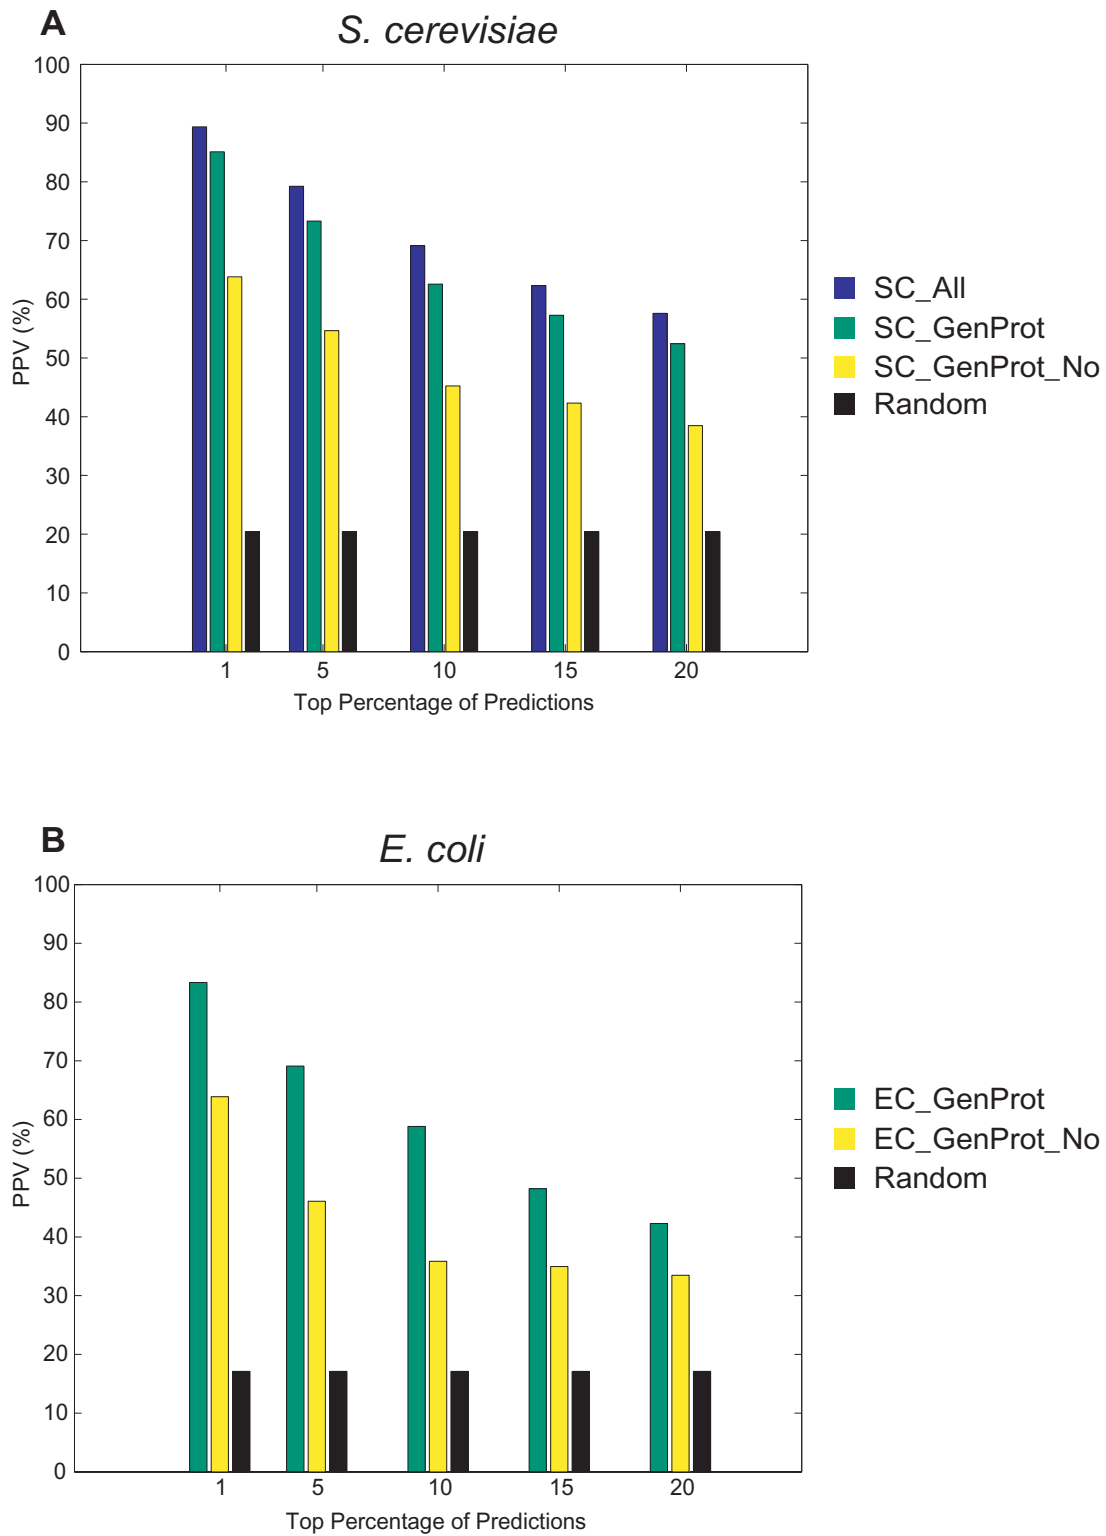 A
S. cerevisiae
100
90
80
70
60
50
40
30
20
10
0
PPV (%)
1 5 10 15 20
Top Percentage of Predictions
SC_All
SC_GenProt
SC_GenProt_No
Random
B
E. coli
100
90
80
70
60
50
40
30
20
10
0
PPV (%)
1 5 10 15 20
Top Percentage of Predictions
EC_GenProt
EC_GenProt_No
Random